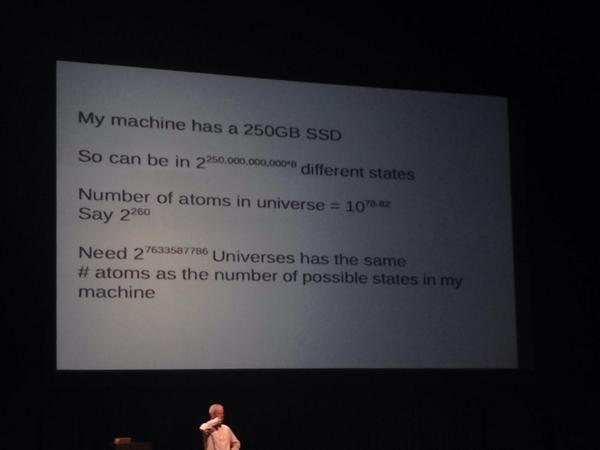 My machine has a 250GB SSD
So can be in 2^250,000,000,000*8 different states
Number of atoms in universe = 10^78-82
Say 2^260
Need 2^7633587786 Universes has the same
# atoms as the number of possible states in my
machine